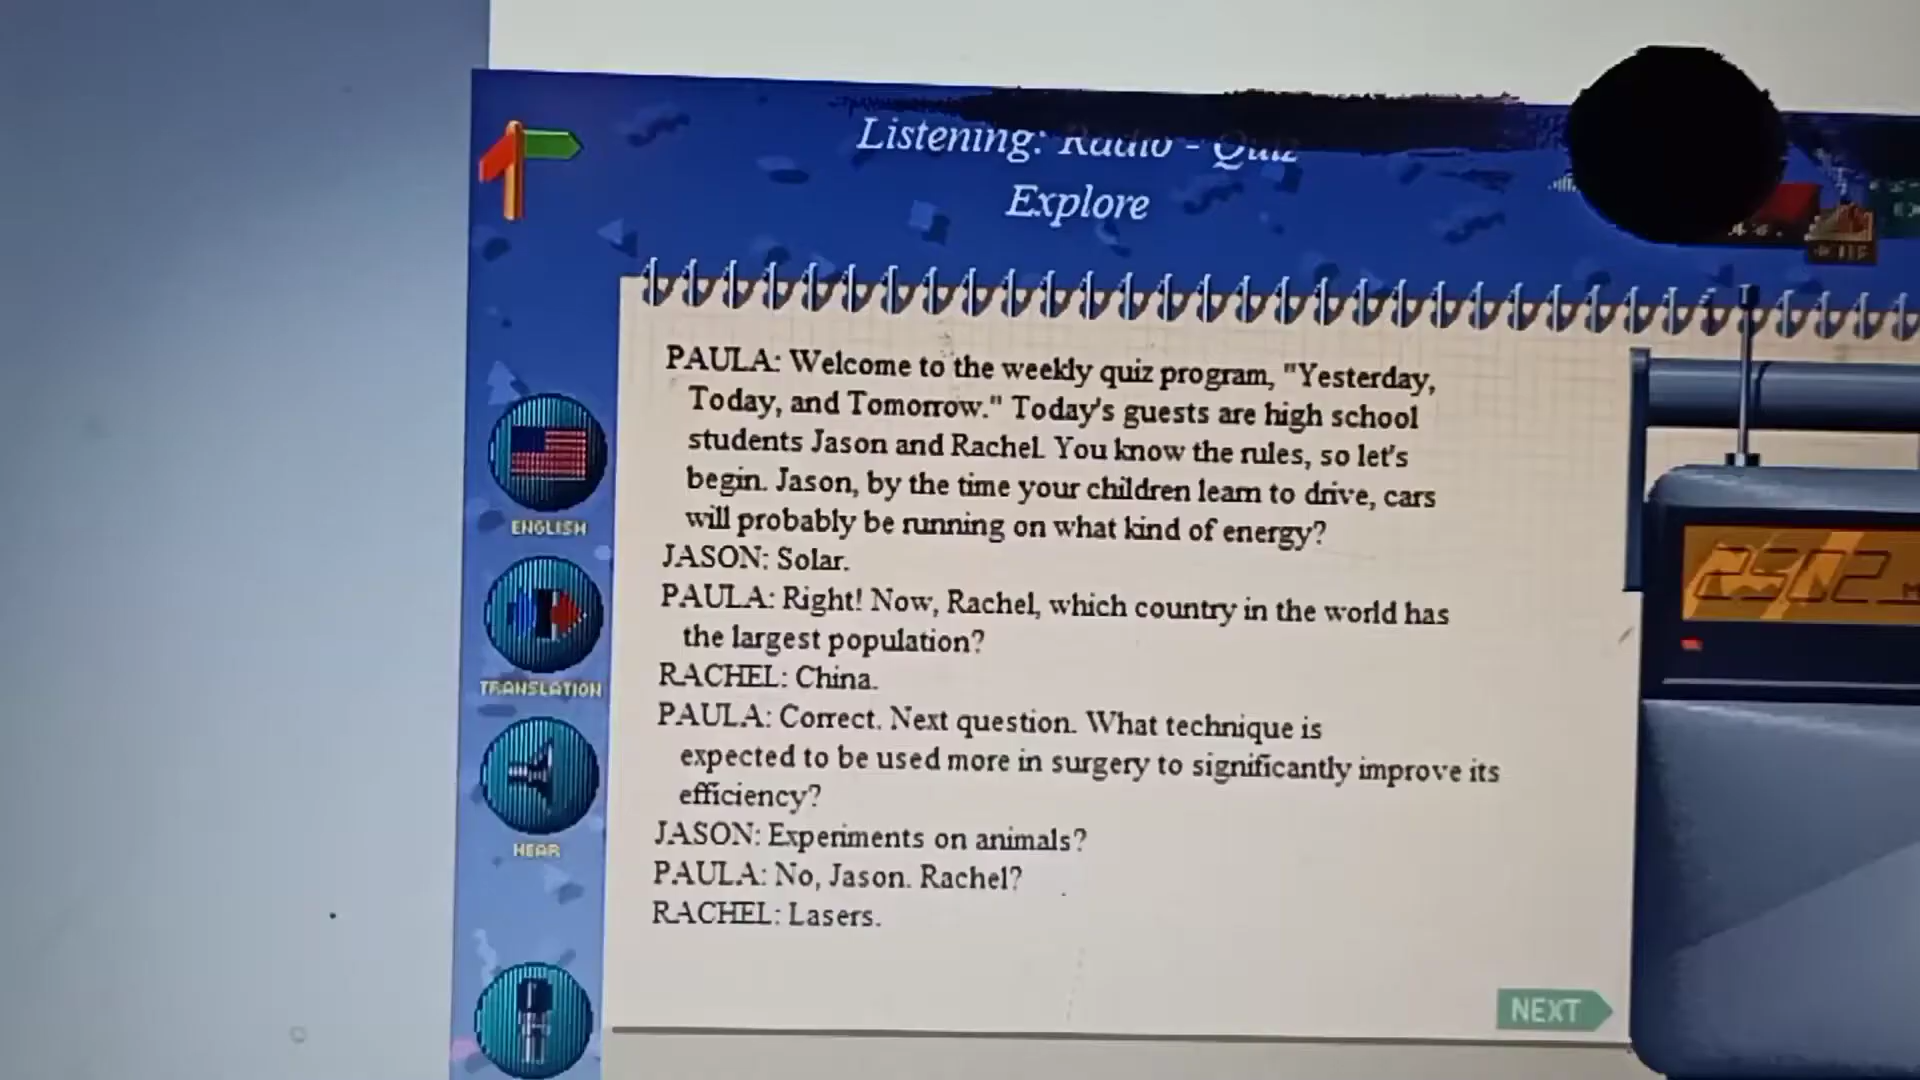 Listening: Radio - Quiz
Explore
PAULA: Welcome to the weekly quiz program, "Yesterday,
Today, and Tomorrow." Today's guests are high school
students Jason and Rachel. You know the rules, so let's
begin. Jason, by the time your children learn to drive, cars
will probably be running on what kind of energy?
JASON: Solar.
PAULA: Right! Now, Rachel, which country in the world has
the largest population?
RACHEL: China.
PAULA: Correct. Next question. What technique is
expected to be used more in surgery to significantly improve its
efficiency?
JASON: Experiments on animals?
PAULA: No, Jason. Rachel?
RACHEL: Lasers.
ENGLISH
TRANSLATION
HEAR
NEXT